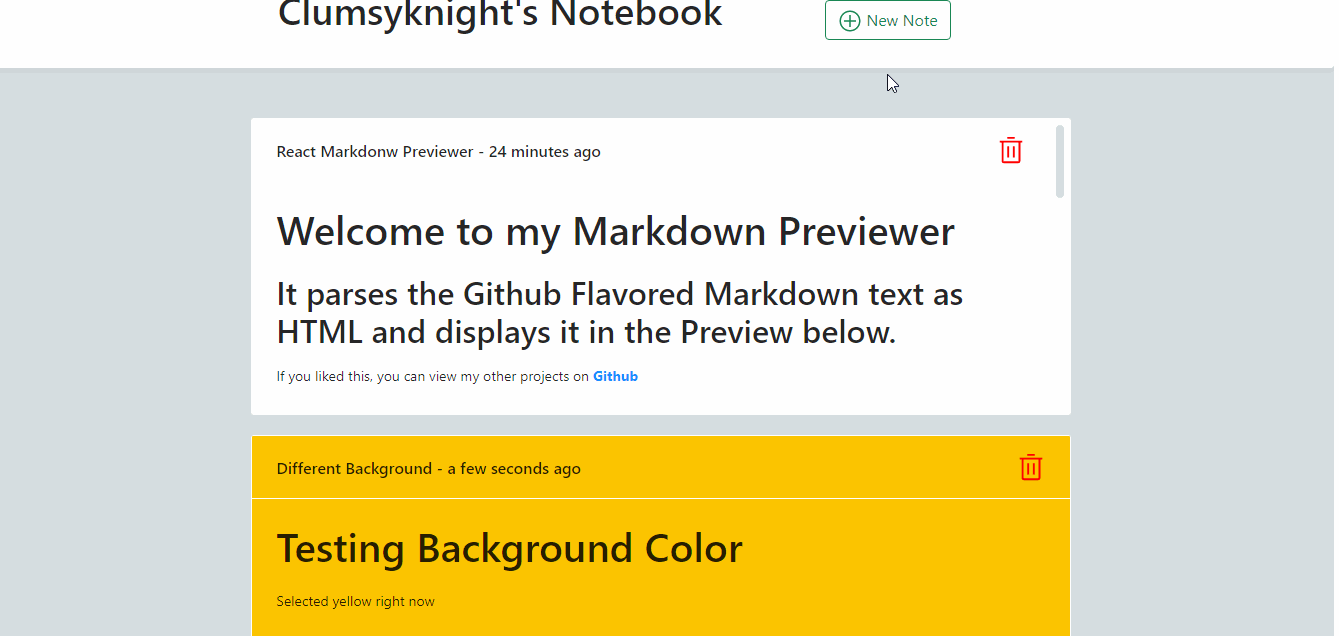 Clumsyknight's Notebook
New Note
React Markdonw Previewer - 24 minutes ago
Welcome to my Markdown Previewer
It parses the Github Flavored Markdown text as
HTML and displays it in the Preview below.
If you liked this, you can view my other projects on Github
Different Background - a few seconds ago
Testing Background Color
Selected yellow right now